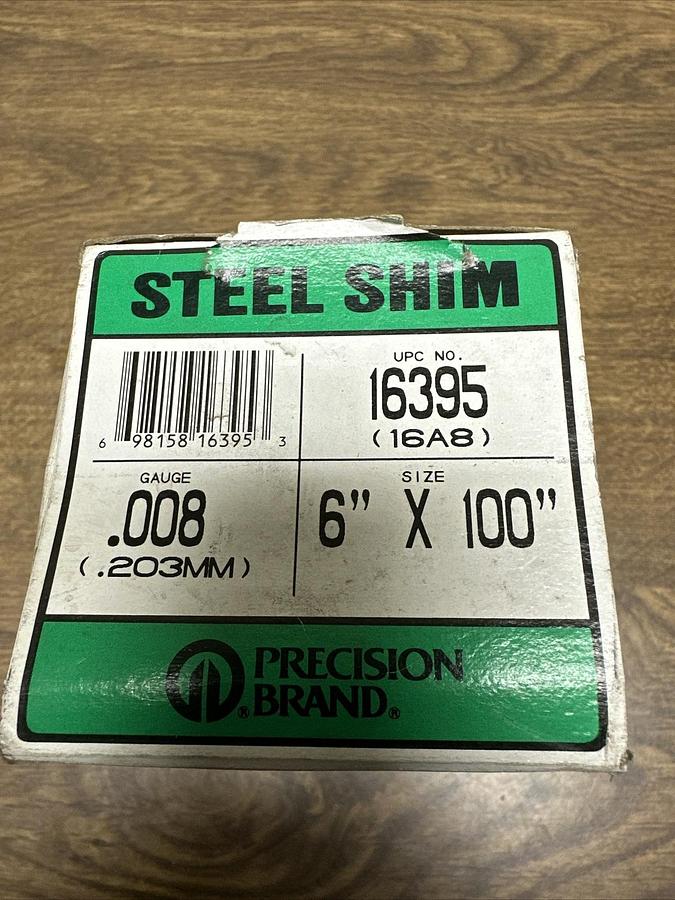 STEEL SHIM
6 98158 16395 3
UPC NO.
16395
(16A8)
GAUGE
.008
(.203MM)
SIZE
6" X 100"
PRECISION
®BRAND®